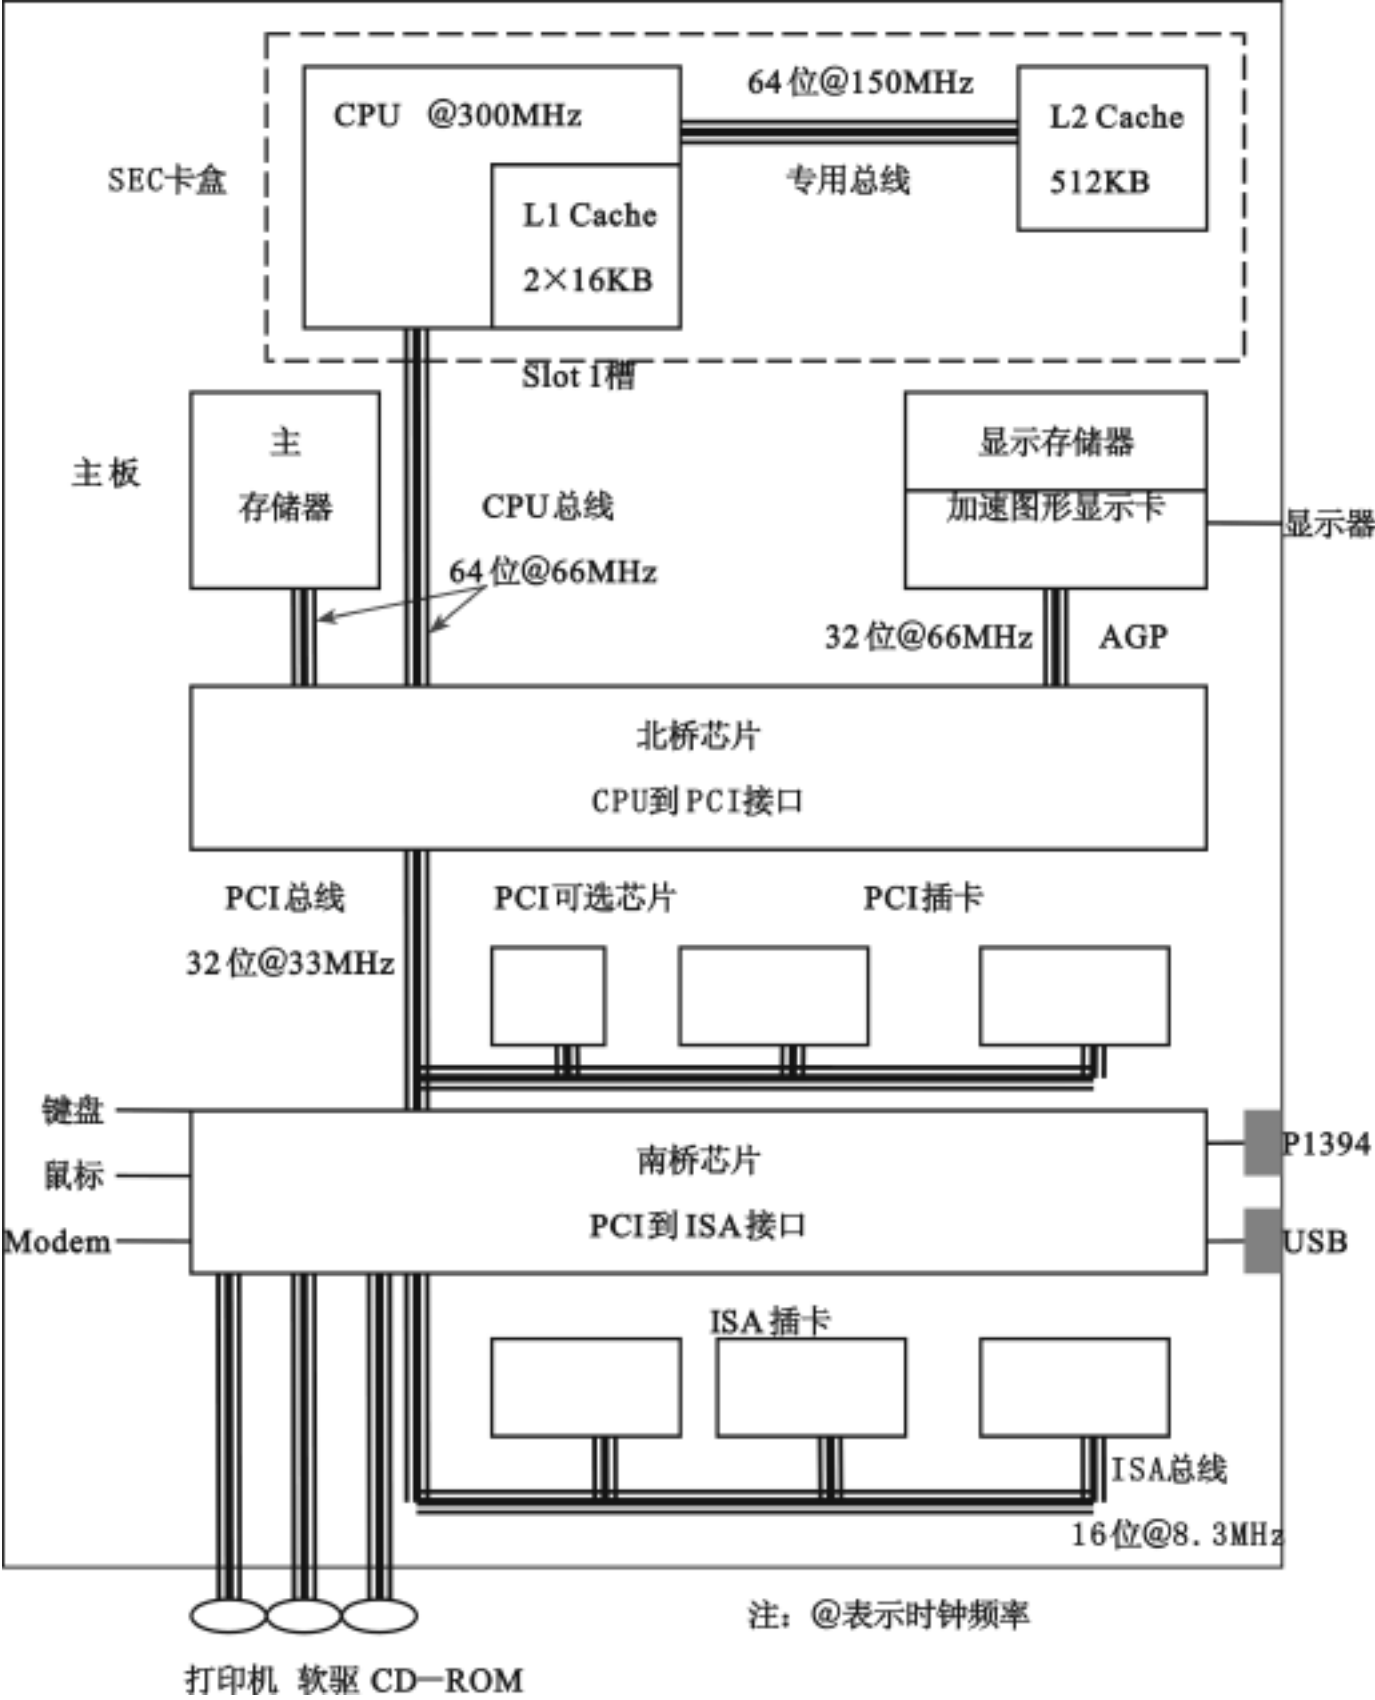 64位@150MHz
CPU @300MHz
L2 Cache
512KB
SEC卡盒
专用总线
L1 Cache
2×16KB
Slot 1槽
主板
主
存储器
显示存储器
加速图形显示卡
显示器
CPU总线
64位@66MHz
32位@66MHz
AGP
北桥芯片
CPU到PCI接口
PCI总线
32位@33MHz
PCI可选芯片
PCI插卡
键盘
鼠标
Modem
南桥芯片
PCI到ISA接口
P1394
USB
ISA插卡
ISA总线
16位@8.3MHz
注：@表示时钟频率
打印机 软驱 CD—ROM